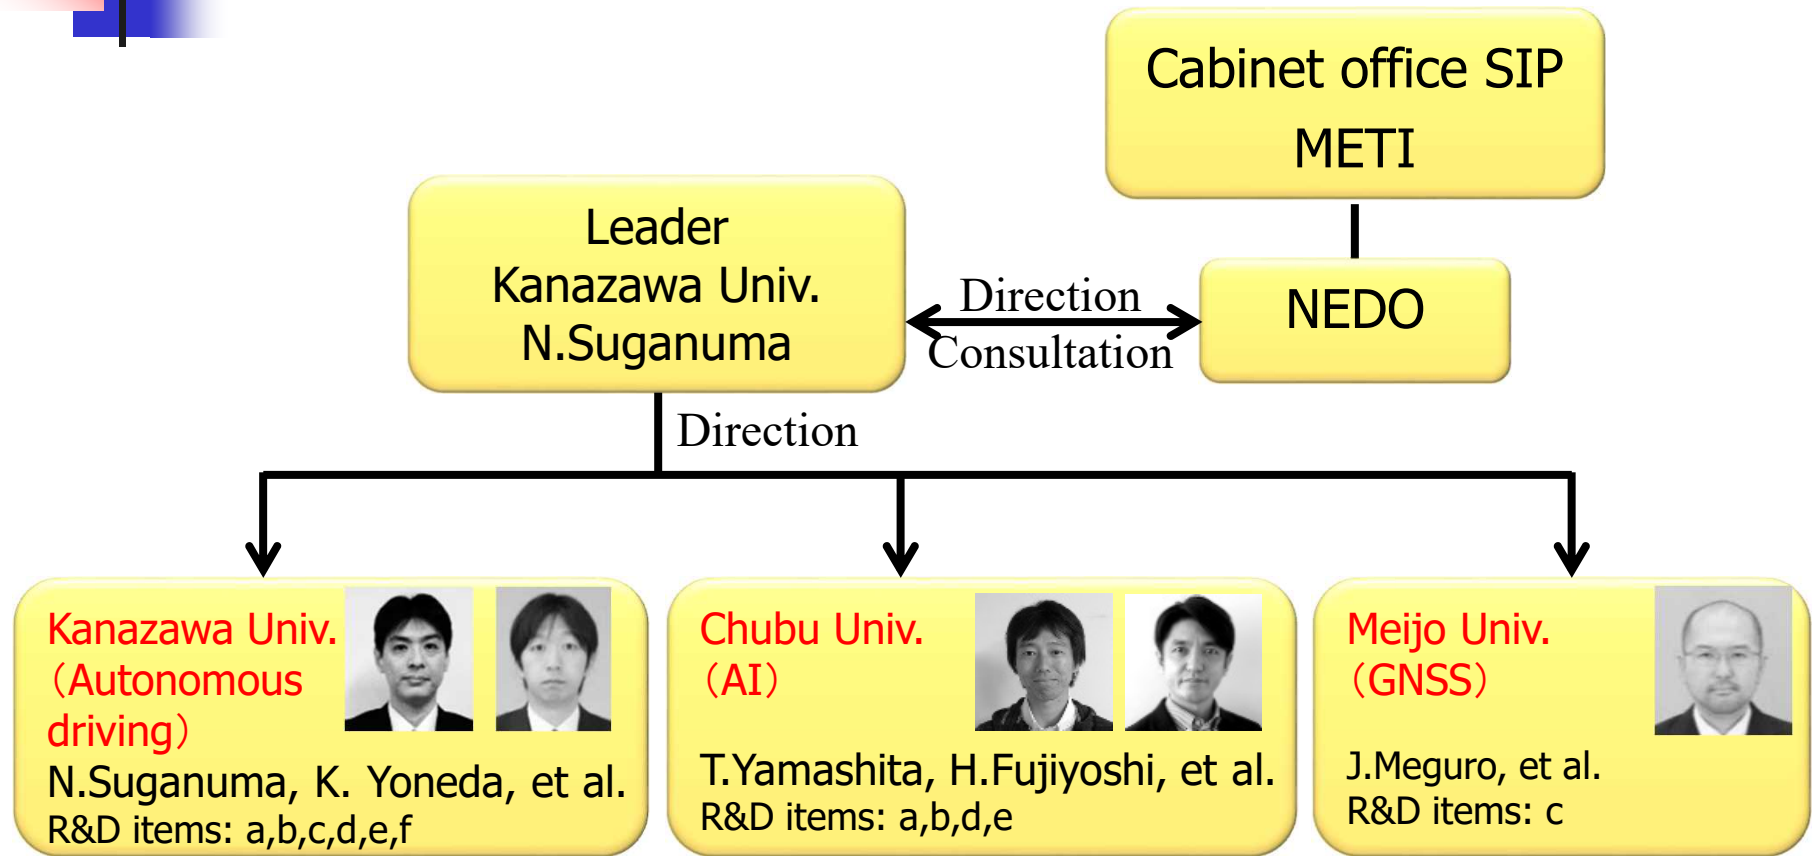 Cabinet office SIP
METI
Leader
Kanazawa Univ.
N.Suganuma
Direction
Consultation
NEDO
Direction
Kanazawa Univ.
（Autonomous
driving）
N.Suganuma, K. Yoneda, et al.
R&D items: a,b,c,d,e,f
Chubu Univ.
（AI）
T.Yamashita, H.Fujiyoshi, et al.
R&D items: a,b,d,e
Meijo Univ.
（GNSS）
J.Meguro, et al.
R&D items: c